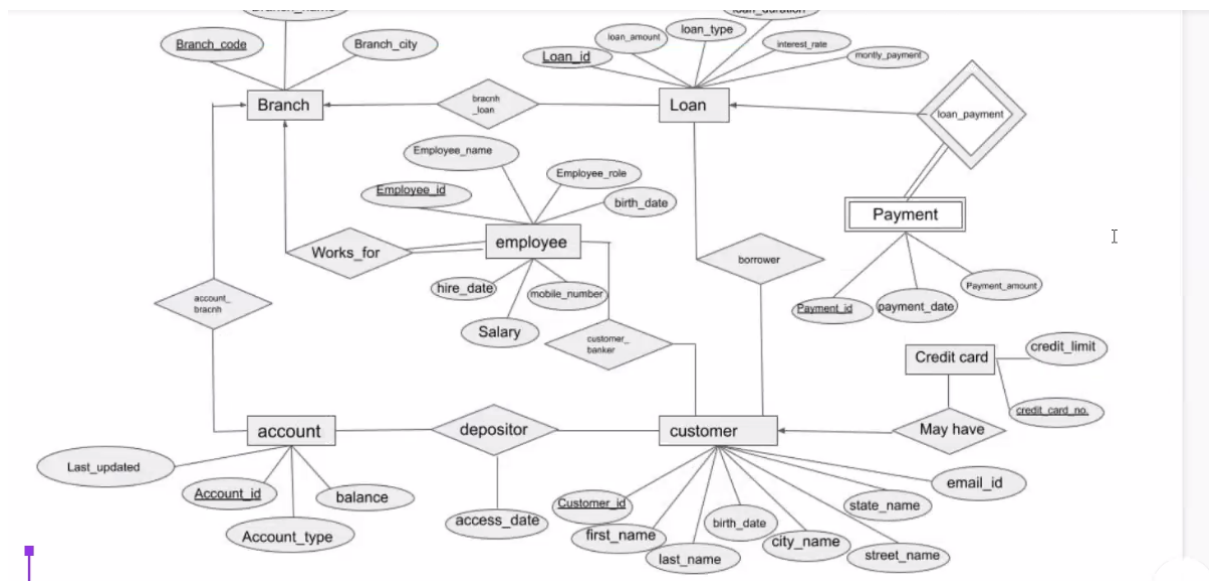 Branch_name
loan_duration
Branch_code
Branch_city
loan_amount
loan_type
Loan_id
interest_rate
montly_payment
Branch
bracnh
_loan
Loan
loan_payment
Employee_name
Employee_role
Employee_id
birth_date
Payment
employee
Works_for
borrower
hire_date
mobile_number
Payment_id
payment_date
Payment_amount
account_
bracnh
Salary
customer_
banker
Credit card
credit_limit
credit_card_no.
account
depositor
customer
May have
Last_updated
Account_id
balance
Account_type
access_date
Customer_id
first_name
last_name
birth_date
city_name
street_name
state_name
email_id